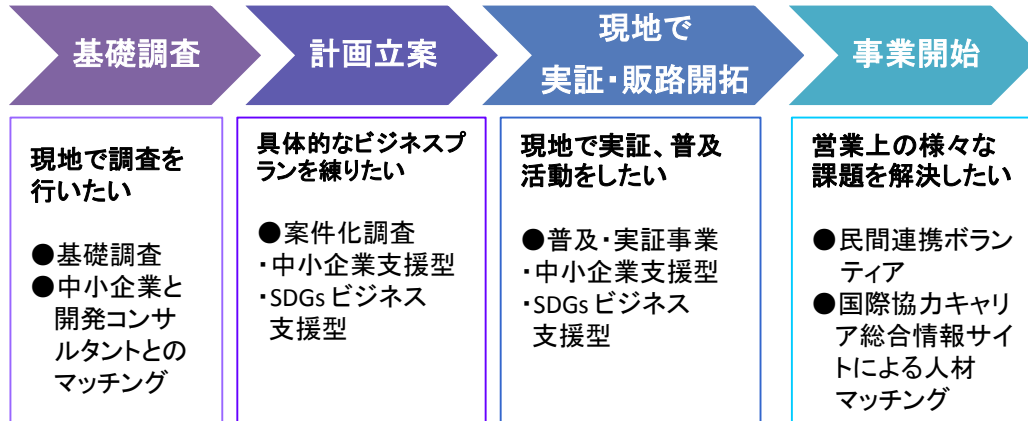 基礎調査
計画立案
現地で
実証・販路開拓
事業開始
現地で調査を
行いたい
●基礎調査
●中小企業と
開発コンサ
ルタントとの
マッチング
具体的なビジネスプ
ランを練りたい
●案件化調査
・中小企業支援型
・SDGs ビジネス
支援型
現地で実証、普及
活動をしたい
●普及・実証事業
・中小企業支援型
・SDGs ビジネス
支援型
営業上の様々な
課題を解決したい
●民間連携ボラン
ティア
●国際協力キャリ
ア総合情報サイ
トによる人材
マッチング